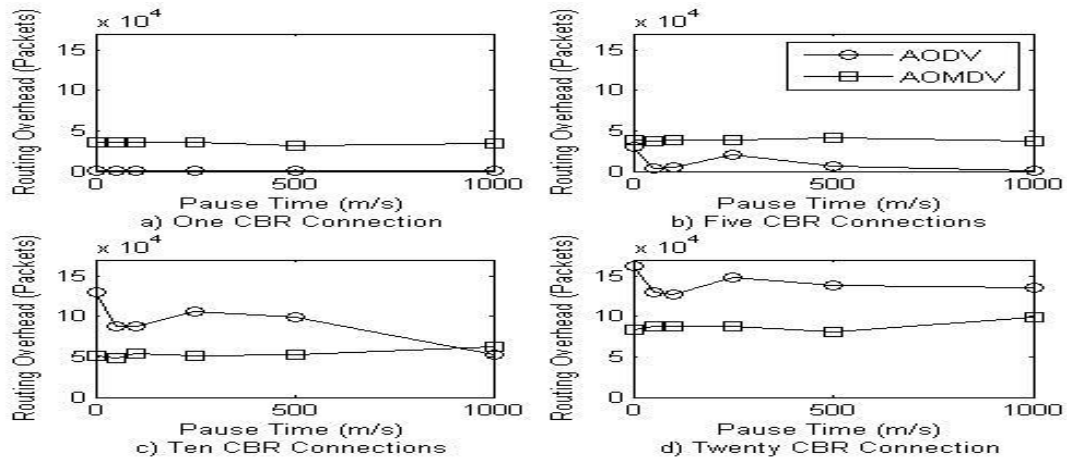 x 10^4
15
10
5
0
Routing Overhead (Packets)
0 500 1000
Pause Time (m/s)
a) One CBR Connection
x 10^4
15
10
5
0
Routing Overhead (Packets)
AODV
AOMDV
0 500 1000
Pause Time (m/s)
b) Five CBR Connections
x 10^4
15
10
5
0
Routing Overhead (Packets)
0 500 1000
Pause Time (m/s)
c) Ten CBR Connections
x 10^4
15
10
5
0
Routing Overhead (Packets)
0 500 1000
Pause Time (m/s)
d) Twenty CBR Connection